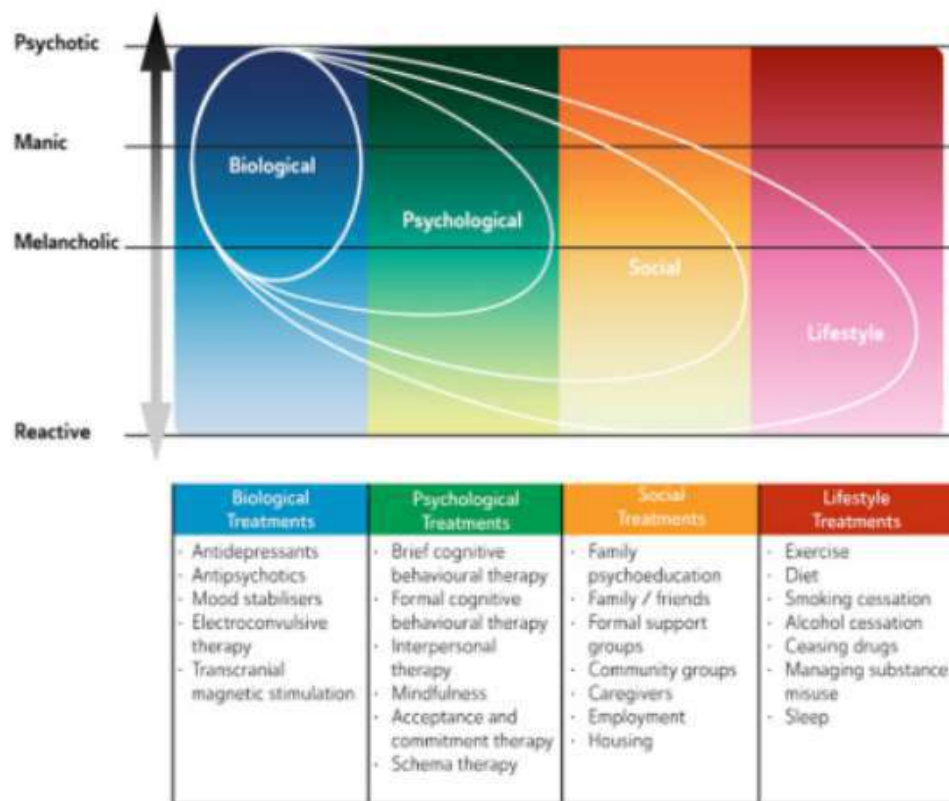 Psychotic
Manic
Biological
Psychological
Melancholic
Social
Lifestyle
Reactive
Biological
Treatments
· Antidepressants
· Antipsychotics
· Mood stabilisers
· Electroconvulsive
therapy
· Transcranial
magnetic stimulation
Psychological
Treatments
· Brief cognitive
behavioural therapy
· Formal cognitive
behavioural therapy
· Interpersonal
therapy
· Mindfulness
· Acceptance and
commitment therapy
· Schema therapy
Social
Treatments
· Family
psychoeducation
· Family / friends
· Formal support
groups
· Community groups
· Caregivers
· Employment
· Housing
Lifestyle
Treatments
· Exercise
· Diet
· Smoking cessation
· Alcohol cessation
· Ceasing drugs
· Managing substance
misuse
· Sleep